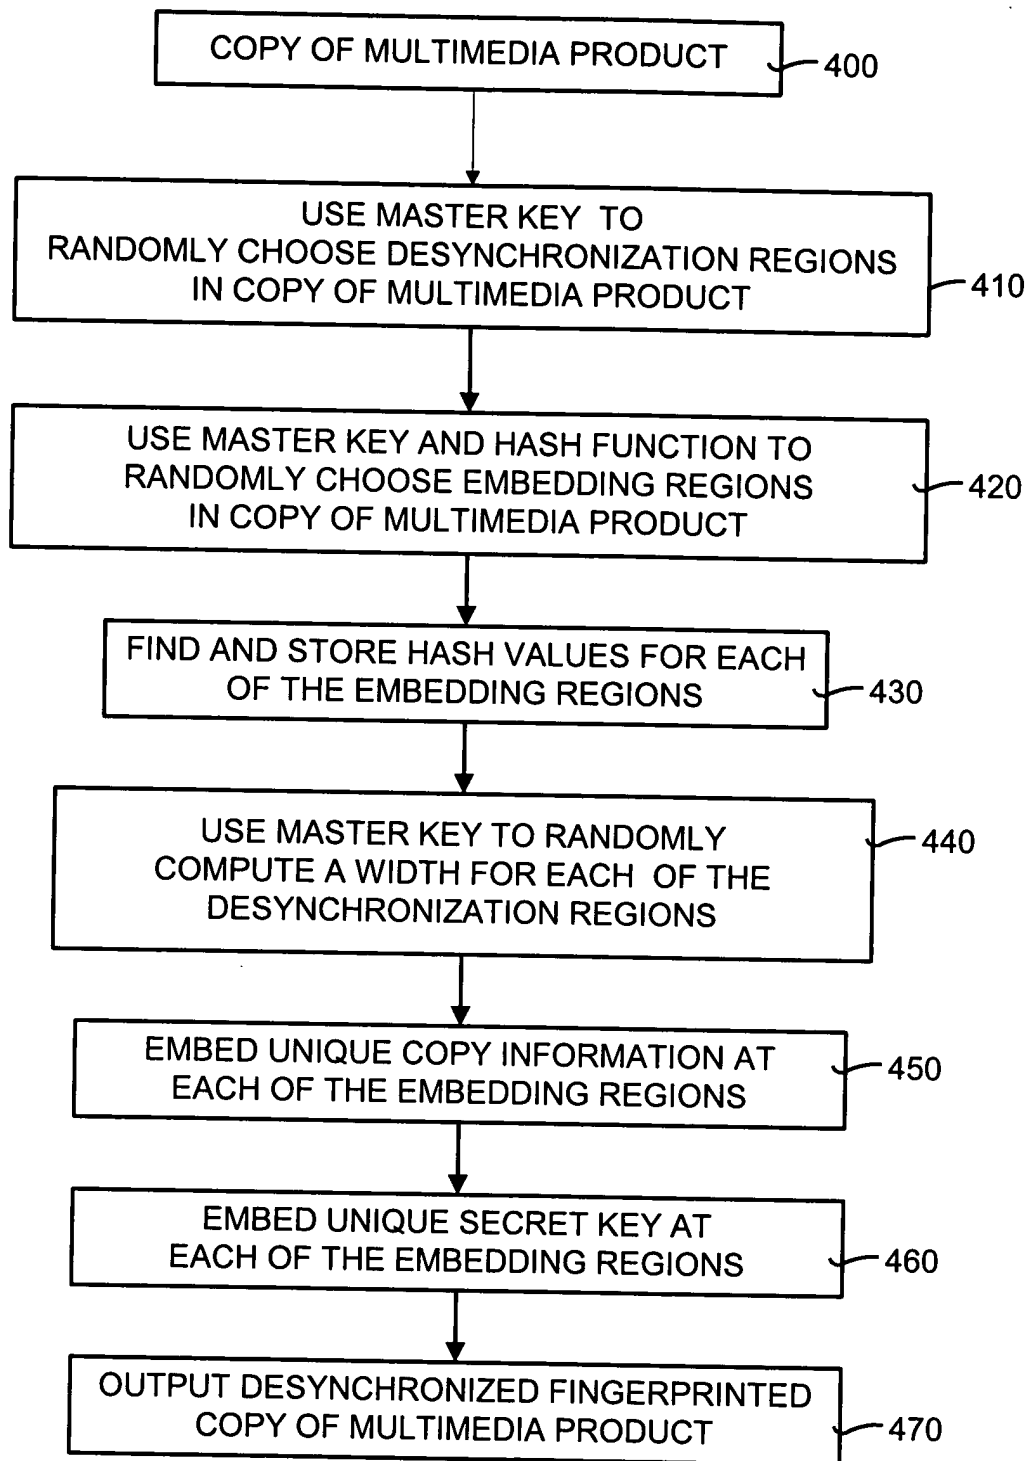 COPY OF MULTIMEDIA PRODUCT
400
USE MASTER KEY TO
RANDOMLY CHOOSE DESYNCHRONIZATION REGIONS
IN COPY OF MULTIMEDIA PRODUCT
410
USE MASTER KEY AND HASH FUNCTION TO
RANDOMLY CHOOSE EMBEDDING REGIONS
IN COPY OF MULTIMEDIA PRODUCT
420
FIND AND STORE HASH VALUES FOR EACH
OF THE EMBEDDING REGIONS
430
USE MASTER KEY TO RANDOMLY
COMPUTE A WIDTH FOR EACH OF THE
DESYNCHRONIZATION REGIONS
440
EMBED UNIQUE COPY INFORMATION AT
EACH OF THE EMBEDDING REGIONS
450
EMBED UNIQUE SECRET KEY AT
EACH OF THE EMBEDDING REGIONS
460
OUTPUT DESYNCHRONIZED FINGERPRINTED
COPY OF MULTIMEDIA PRODUCT
470